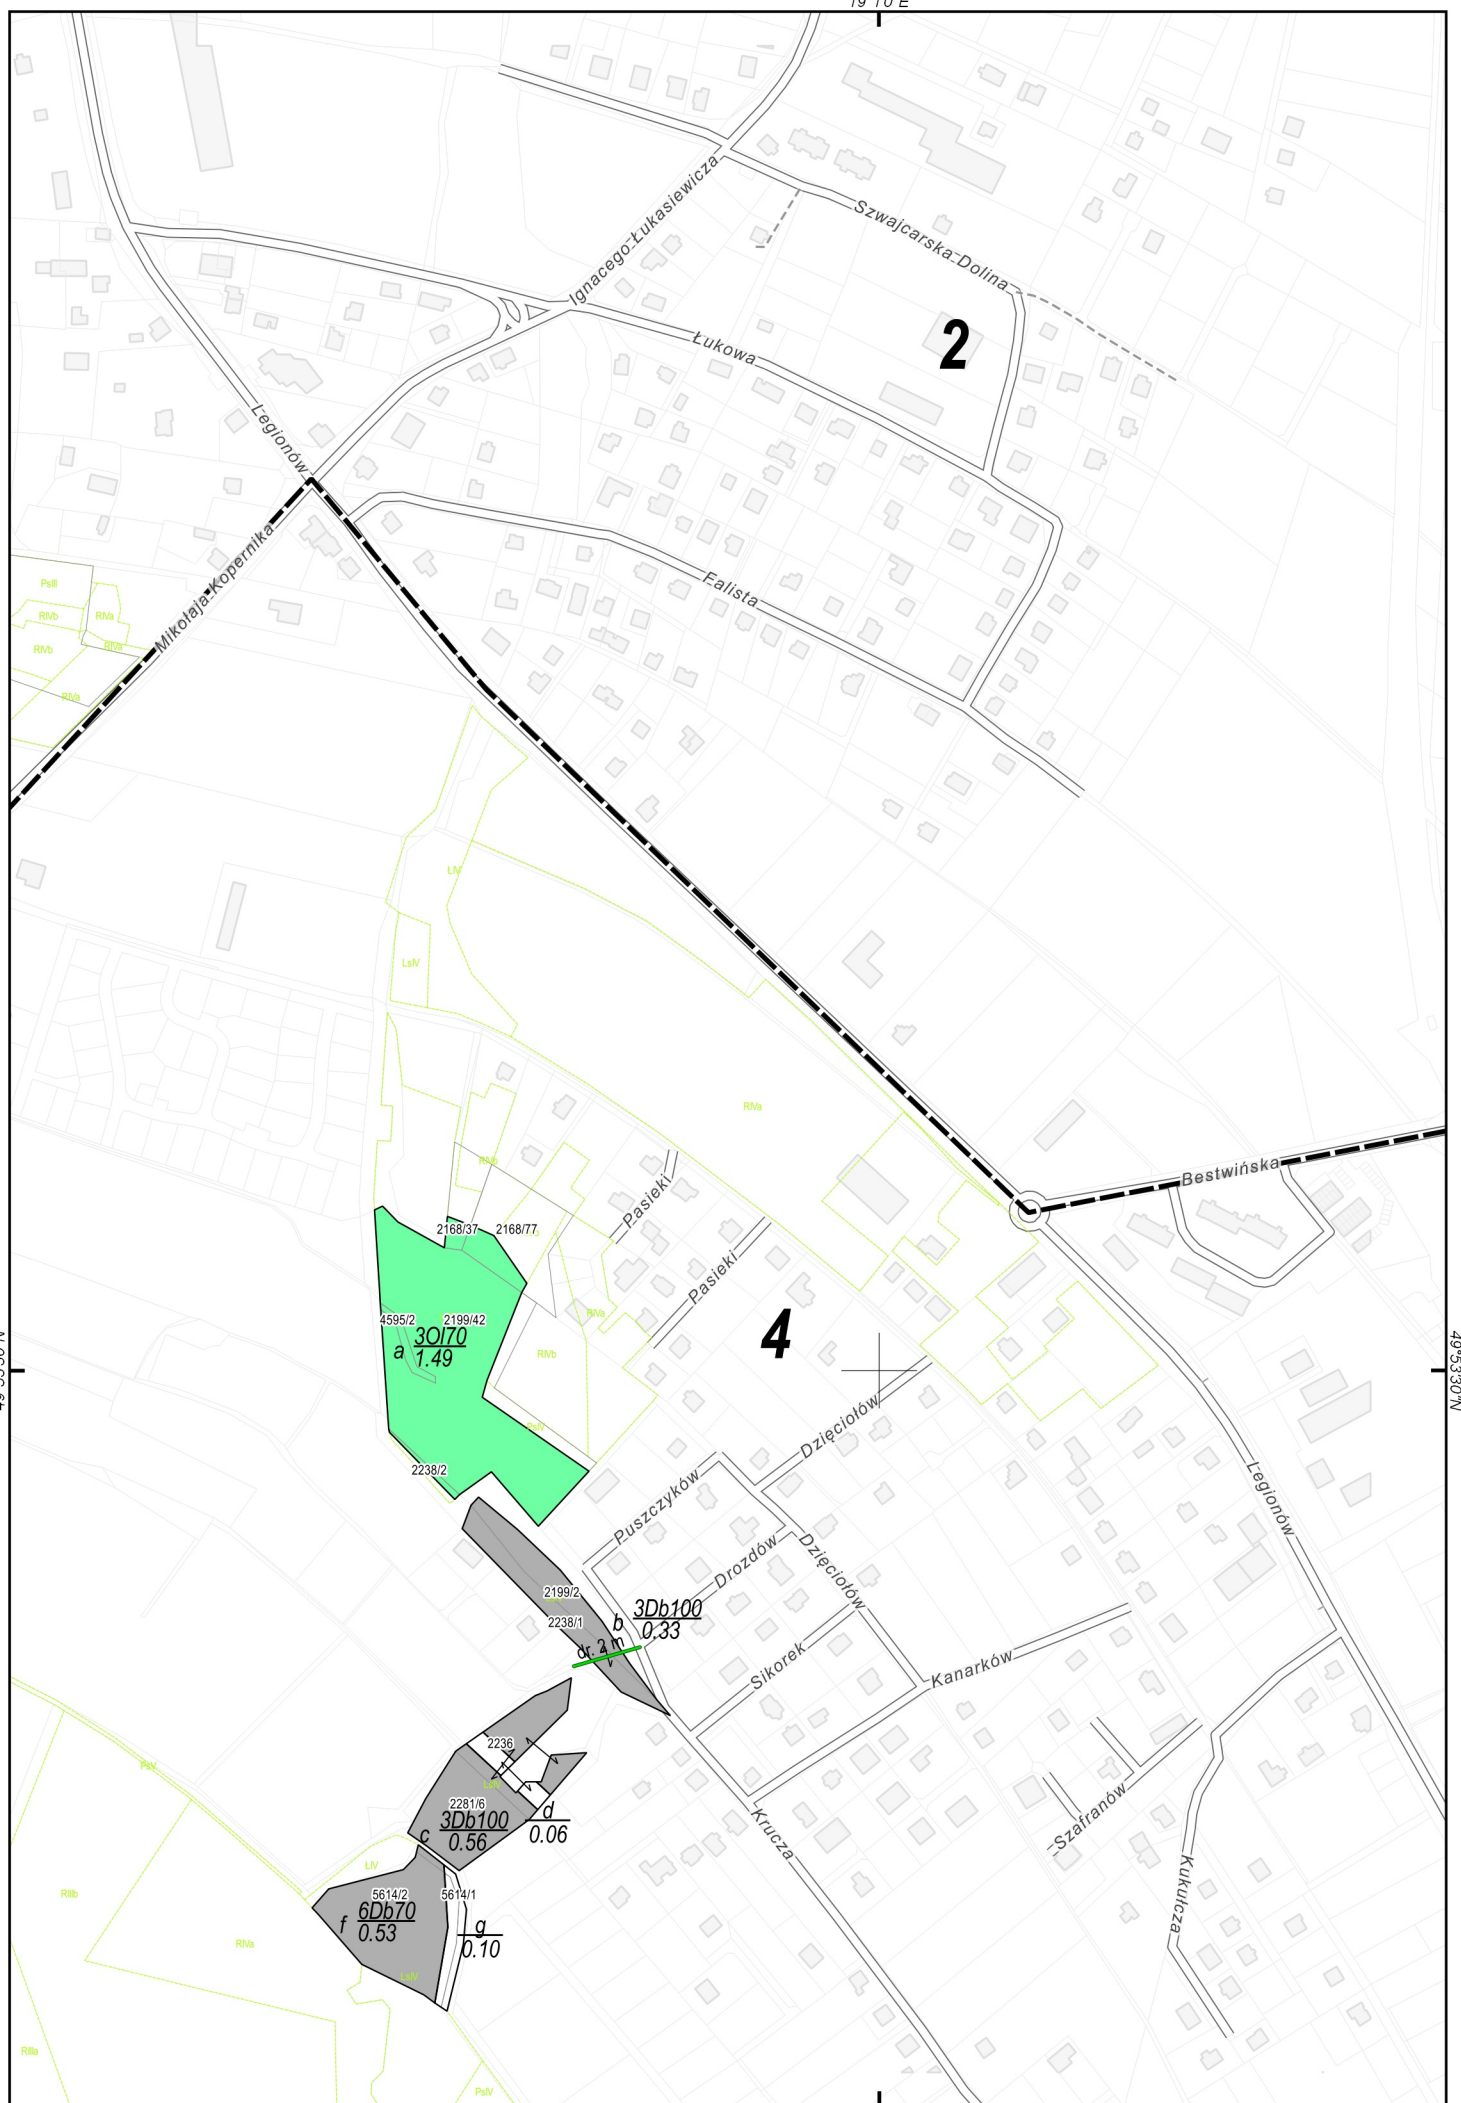 19°10'E
Ignacego Łukasiewicza
Szwajcarska Dolina
2
Łukowa
Legionów
Mikołaja Kopernika
Falista
PsIII
RIVb
RIVa
RIVb
RIVa
RIVa
ŁIV
LsIV
RIVa
RIVb
Bestwińska
Pasieki
2168/37
2168/77
Pasieki
4595/2
2199/42
RIVa
4
a 3Ol70
1.49
RIVb
49°53'30"N
Dzięciołów
PsIV
2238/2
Puszczyków
Legionów
Drozdów
Dzięciołów
2199/2
2238/1
b 3Db100
0.33
dr. 2 m
Sikorek
Kanarków
2236
PsV
LsIV
2281/6
c 3Db100
0.56
d
0.06
Krucza
Szafranów
Kukułcza
ŁIV
RIIIb
5614/2
5614/1
f 6Db70
0.53
g
0.10
RIVa
LsIV
RIIIa
PsIV